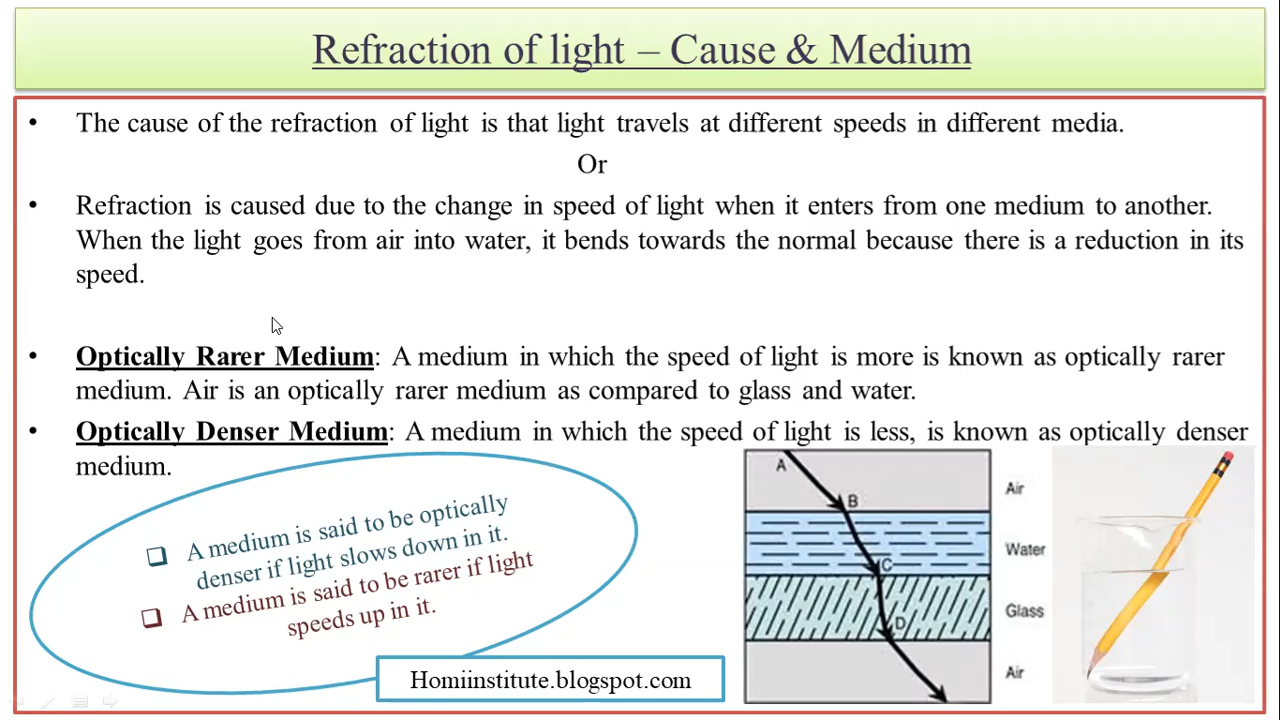 Refraction of light – Cause & Medium
• The cause of the refraction of light is that light travels at different speeds in different media.
Or
• Refraction is caused due to the change in speed of light when it enters from one medium to another.
When the light goes from air into water, it bends towards the normal because there is a reduction in its
speed.
• Optically Rarer Medium: A medium in which the speed of light is more is known as optically rarer
medium. Air is an optically rarer medium as compared to glass and water.
• Optically Denser Medium: A medium in which the speed of light is less, is known as optically denser
medium.
❑ A medium is said to be optically
denser if light slows down in it.
❑ A medium is said to be rarer if light
speeds up in it.
Homiinstitute.blogspot.com
A
B
C
D
Air
Water
Glass
Air